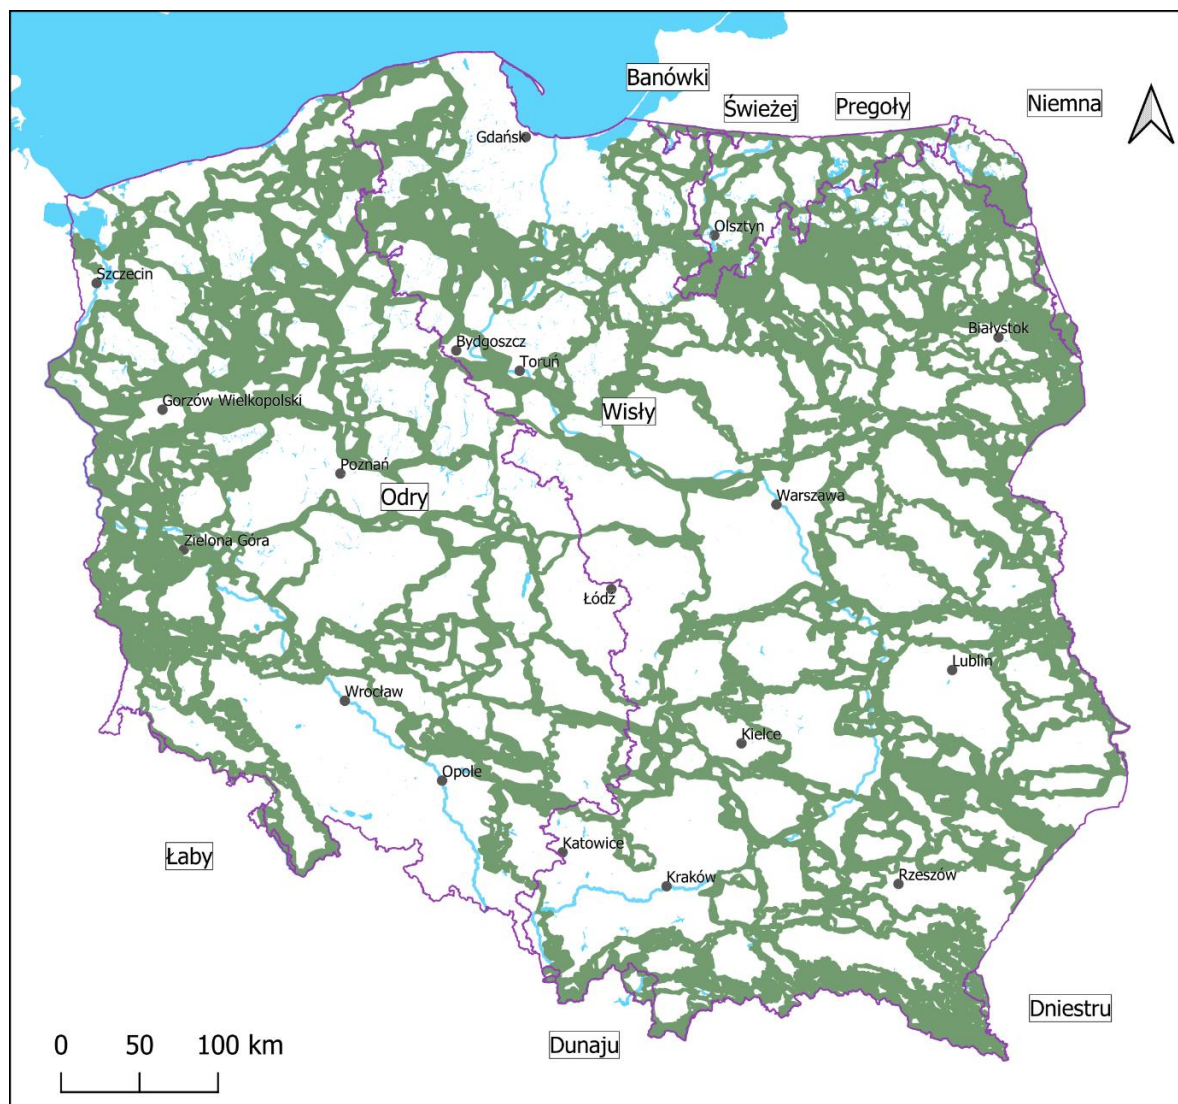 Banówki
Świeżej
Pregoły
Niemna
Gdańsk
Olsztyn
Szczecin
Białystok
Bydgoszcz
Toruń
Gorzów Wielkopolski
Wisły
Poznań
Odry
Warszawa
Zielona Góra
Łódź
Lublin
Wrocław
Kielce
Opole
Katowice
Łaby
Kraków
Rzeszów
Dniestru
Dunaju
0 50 100 km